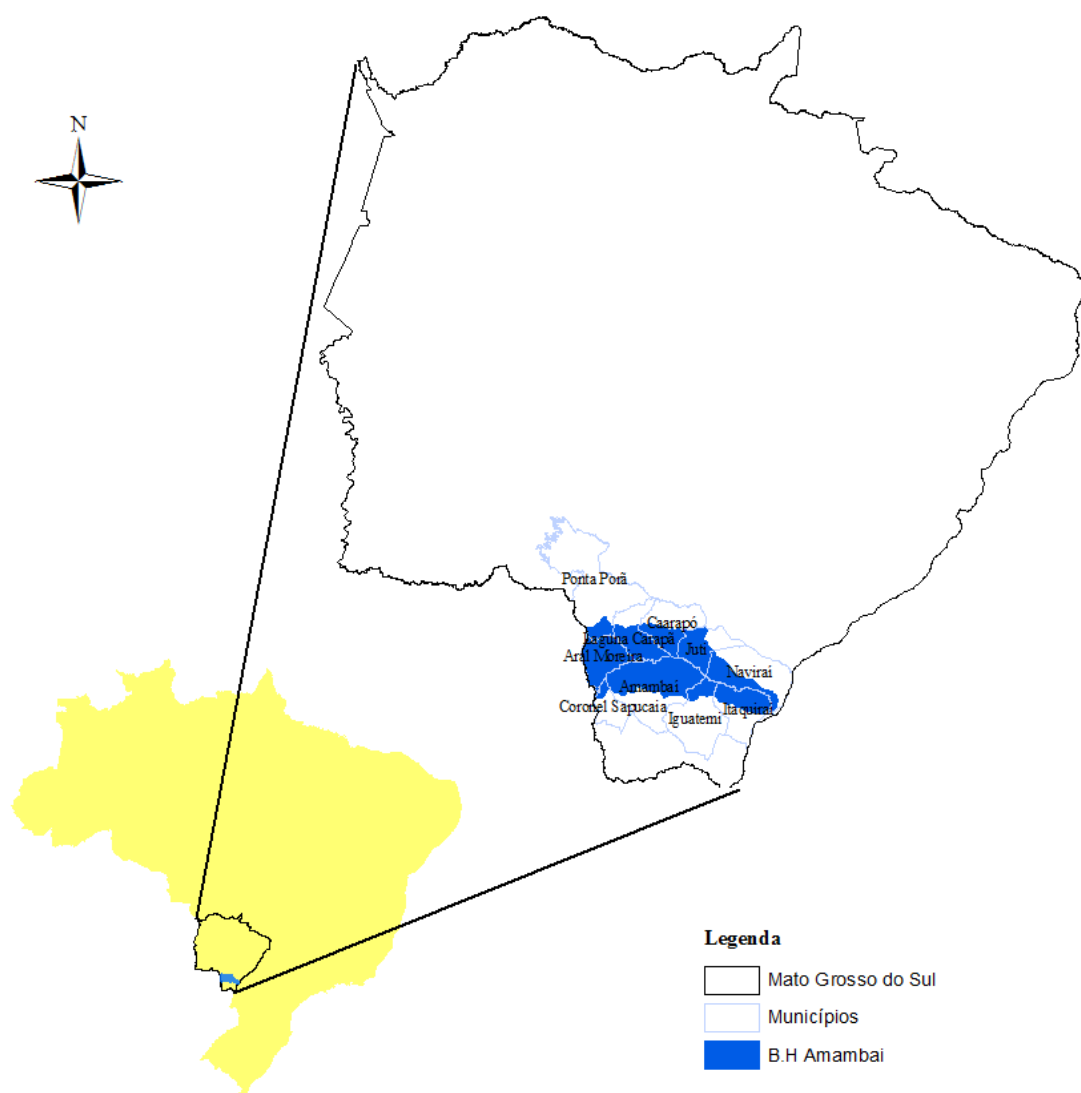 N
Ponta Porã
Caarapó
Laguna Carapã
Juti
Aral Moreira
Naviraí
Amambaí
Coronel Sapucaia
Itaquiraí
Iguatemi
Legenda
Mato Grosso do Sul
Municípios
B.H Amambai